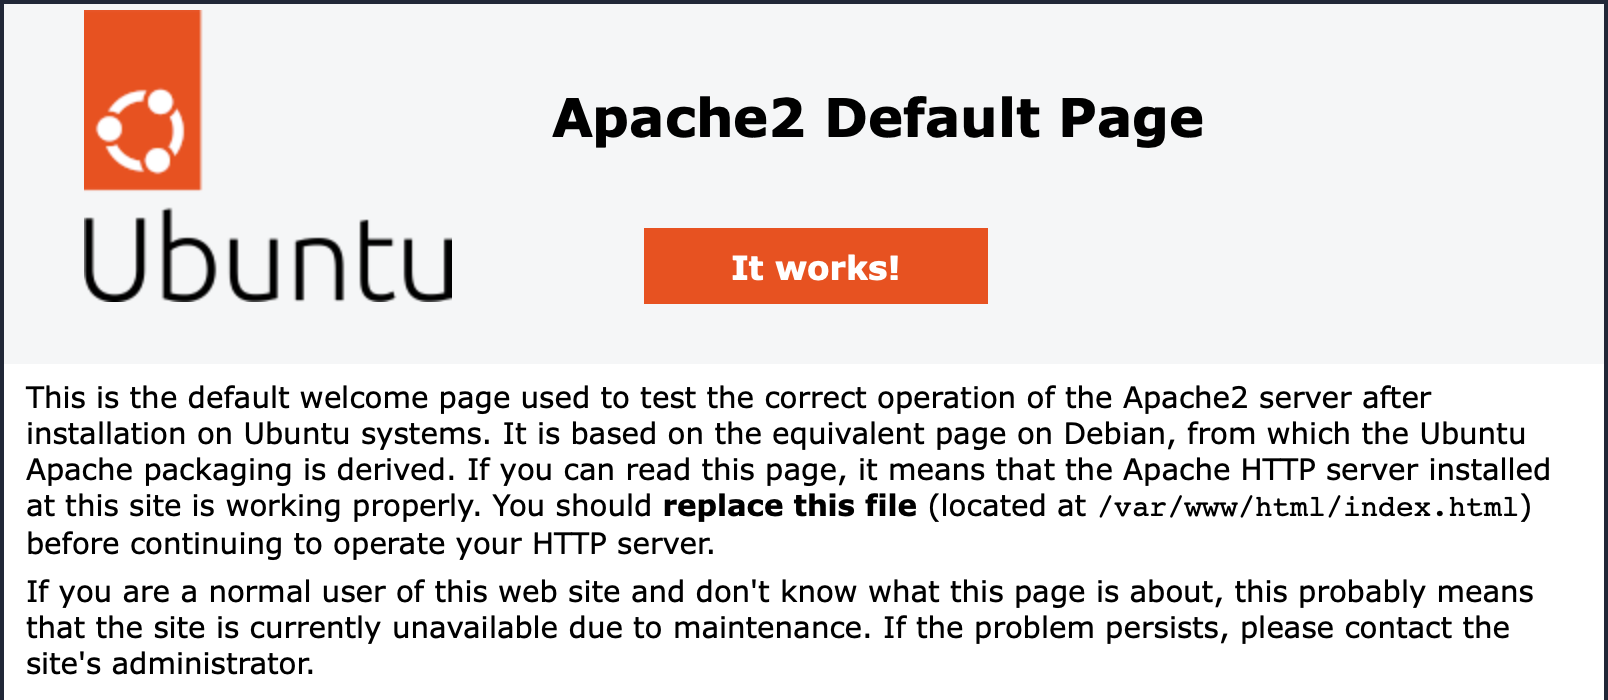 Ubuntu
Apache2 Default Page
It works!
This is the default welcome page used to test the correct operation of the Apache2 server after
installation on Ubuntu systems. It is based on the equivalent page on Debian, from which the Ubuntu
Apache packaging is derived. If you can read this page, it means that the Apache HTTP server installed
at this site is working properly. You should replace this file (located at /var/www/html/index.html)
before continuing to operate your HTTP server.
If you are a normal user of this web site and don't know what this page is about, this probably means
that the site is currently unavailable due to maintenance. If the problem persists, please contact the
site's administrator.